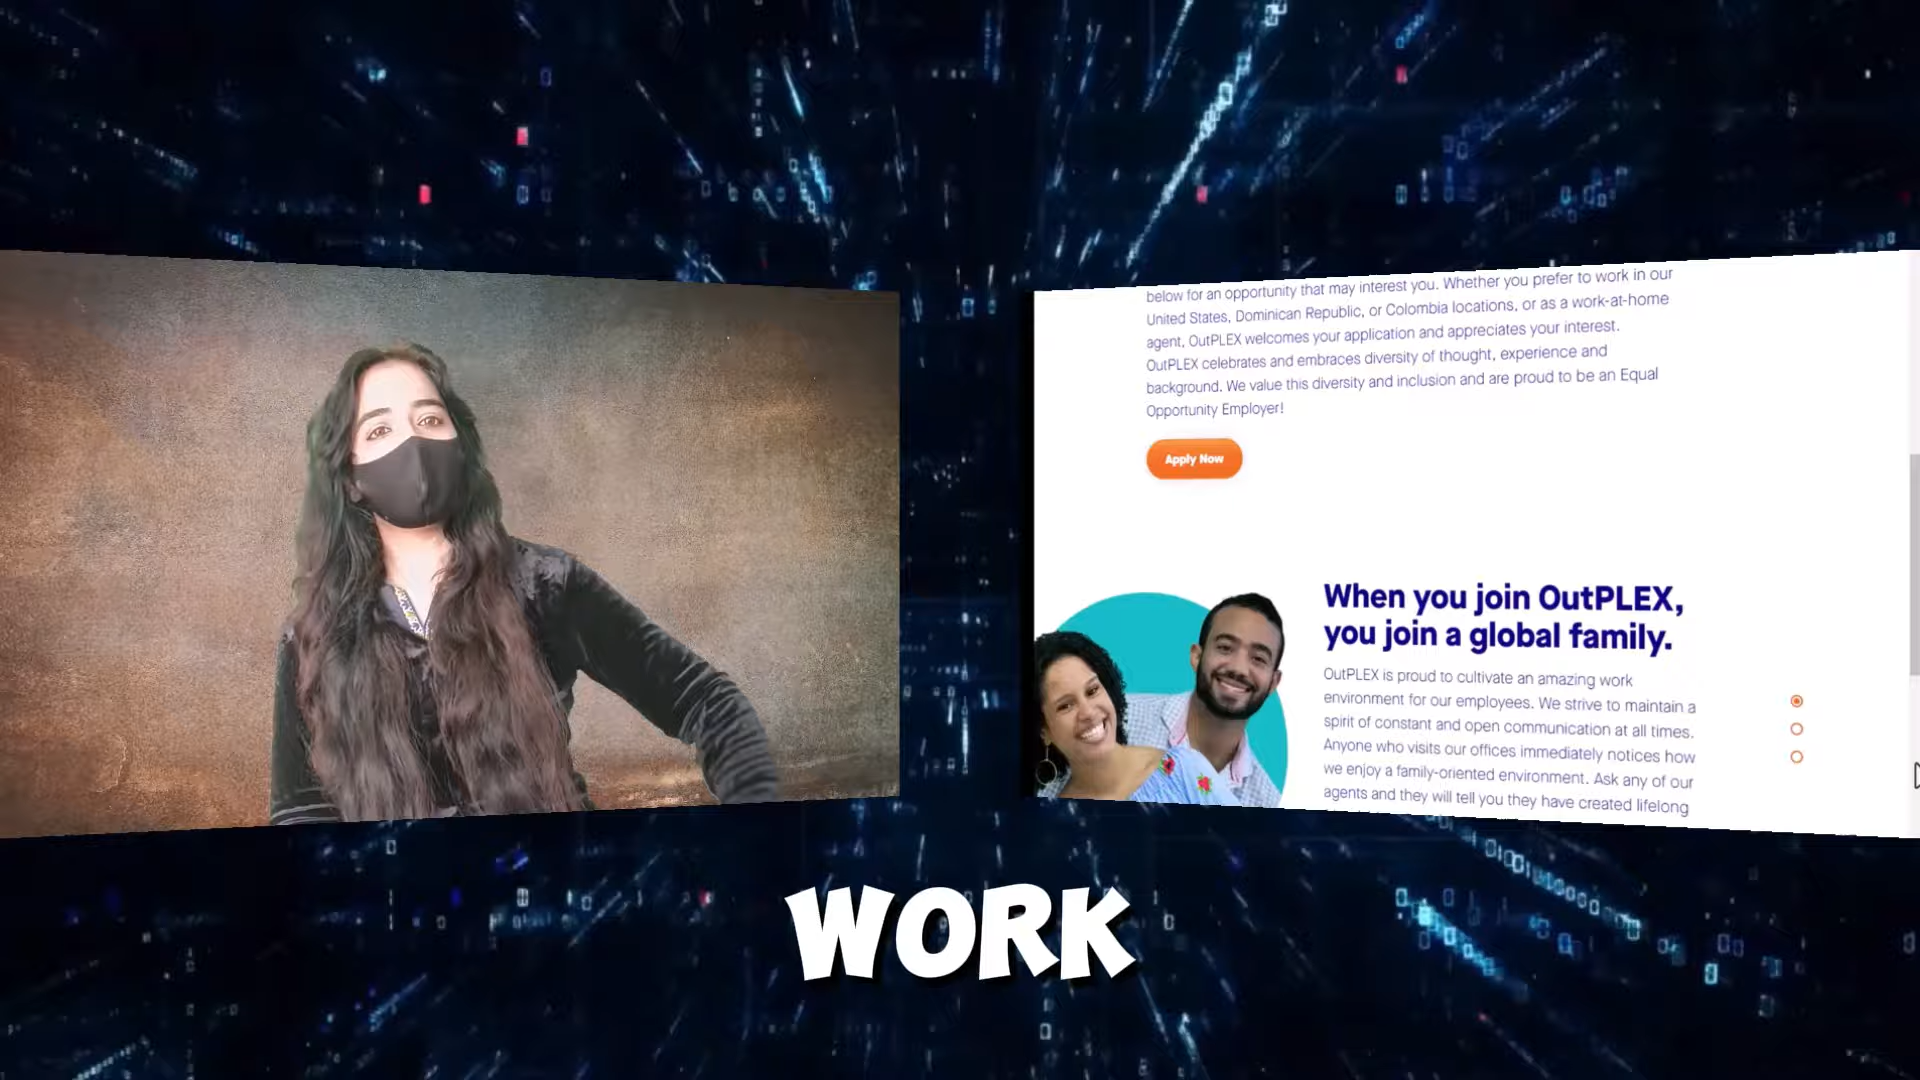 below for an opportunity that may interest you. Whether you prefer to work in our
United States, Dominican Republic, or Colombia locations, or as a work-at-home
agent, OutPLEX welcomes your application and appreciates your interest.
OutPLEX celebrates and embraces diversity of thought, experience and
background. We value this diversity and inclusion and are proud to be an Equal
Opportunity Employer!
Apply Now
When you join OutPLEX,
you join a global family.
OutPLEX is proud to cultivate an amazing work
environment for our employees. We strive to maintain a
spirit of constant and open communication at all times.
Anyone who visits our offices immediately notices how
we enjoy a family-oriented environment. Ask any of our
agents and they will tell you they have created lifelong
WORK